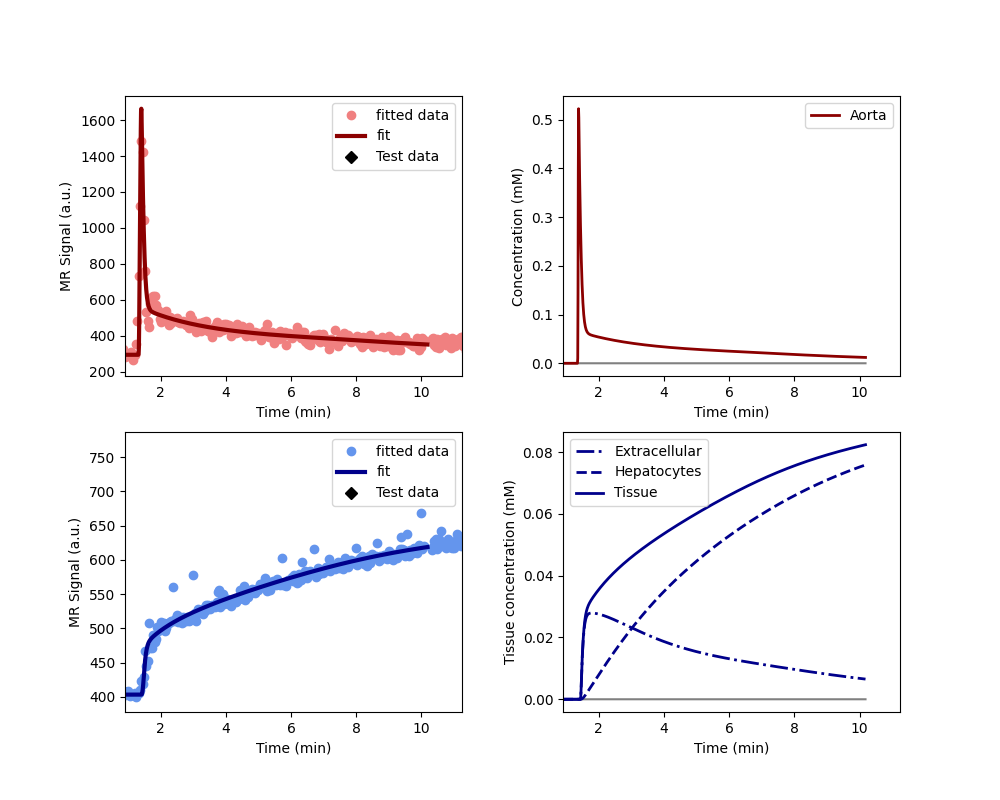 1600
1400
1200
1000
800
600
400
200
MR Signal (a.u.)
fitted data
fit
Test data
2
4
6
8
10
Time (min)
0.5
0.4
0.3
0.2
0.1
0.0
Concentration (mM)
Aorta
2
4
6
8
10
Time (min)
750
700
650
600
550
500
450
400
MR Signal (a.u.)
fitted data
fit
Test data
2
4
6
8
10
Time (min)
0.08
0.06
0.04
0.02
0.00
Tissue concentration (mM)
Extracellular
Hepatocytes
Tissue
2
4
6
8
10
Time (min)